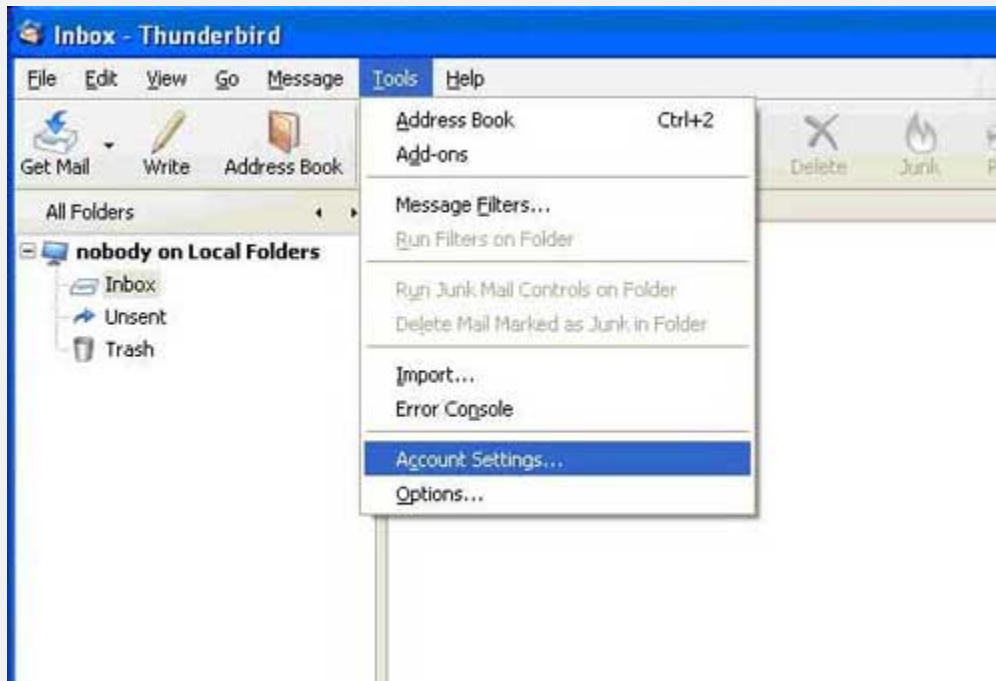 Inbox - Thunderbird
File Edit View Go Message Tools Help
Get Mail Write Address Book Delete Junk
All Folders
nobody on Local Folders
Inbox
Unsent
Trash
Address Book Ctrl+2
Add-ons
Message Filters...
Run Filters on Folder
Run Junk Mail Controls on Folder
Delete Mail Marked as Junk in Folder
Import...
Error Console
Account Settings...
Options...